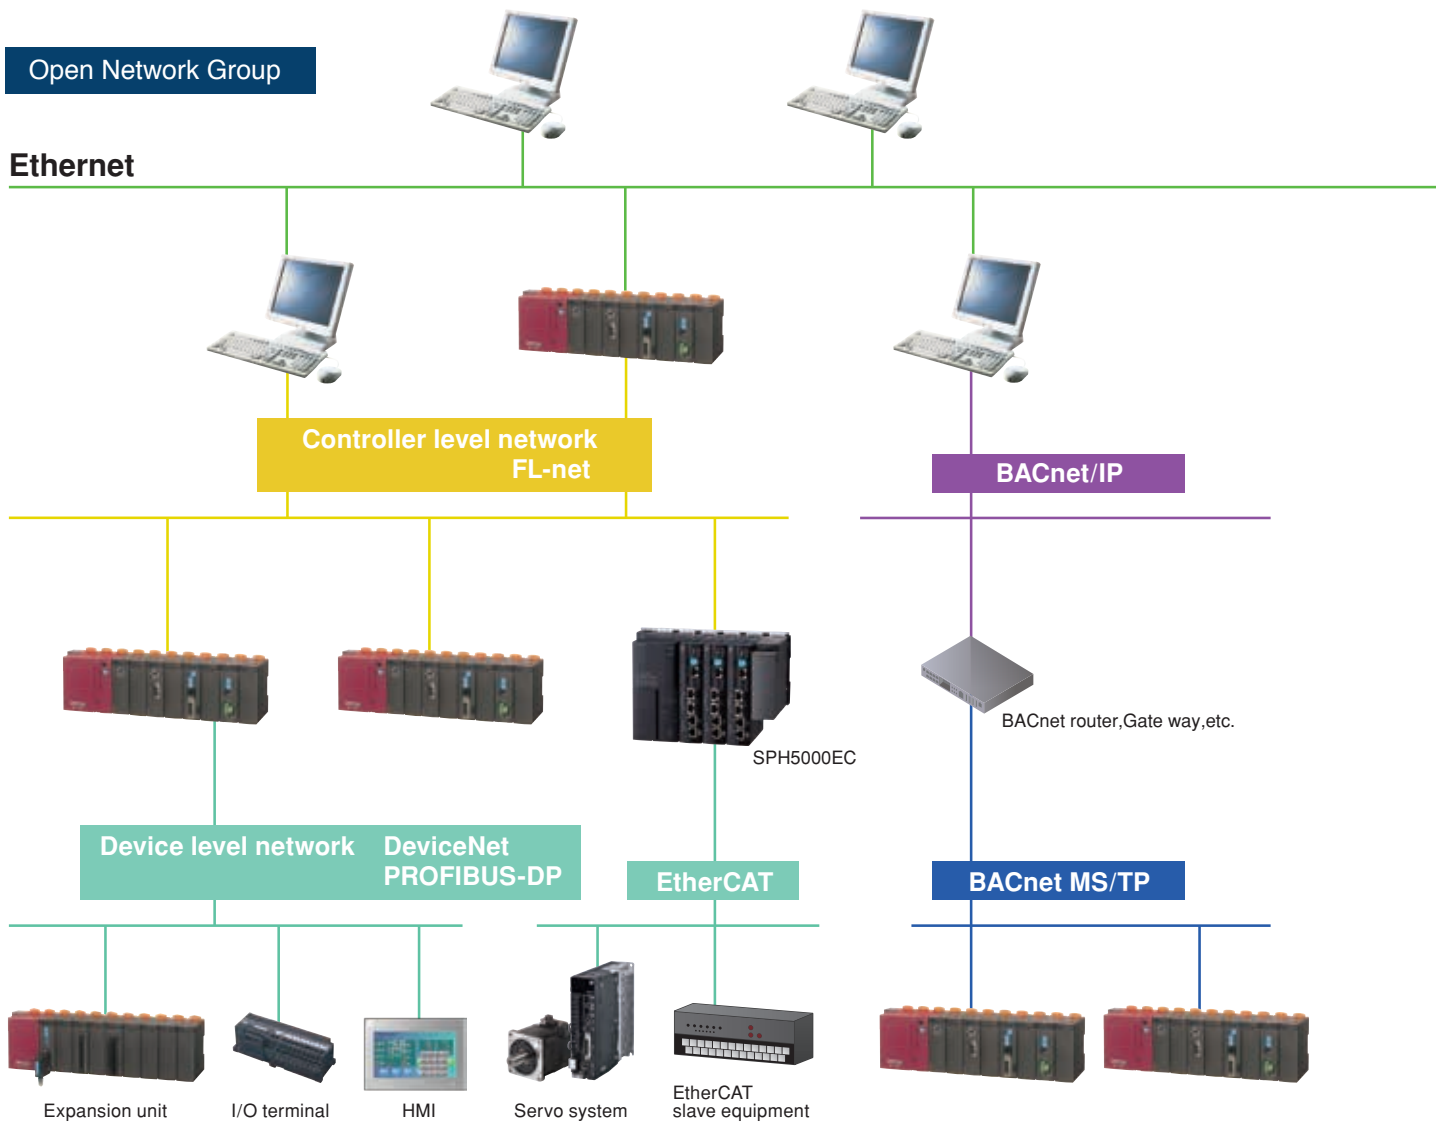 Open Network Group
Ethernet
Controller level network
FL-net
BACnet/IP
BACnet router,Gate way,etc.
SPH5000EC
Device level network DeviceNet
PROFIBUS-DP
EtherCAT
BACnet MS/TP
Expansion unit
I/O terminal
HMI
Servo system
EtherCAT
slave equipment